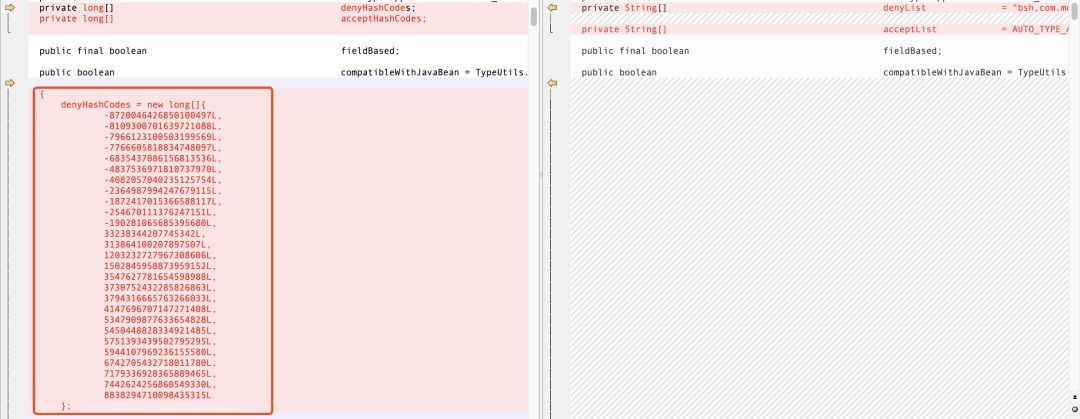 private long[] denyHashCodes;
private long[] acceptHashCodes;
public final boolean fieldBased;
public boolean compatibleWithJavaBean = TypeUtils.
{
denyHashCodes = new long[]{
-8720046426850100497L,
-8109300701639721088L,
-7966123100503199569L,
-7766605818834748097L,
-6835437086156813536L,
-4837536971810737970L,
-4082057040235125754L,
-2364987994247679115L,
-1872417015366588117L,
-254670111376247151L,
-190281065685395680L,
33238344207745342L,
313864100207897507L,
1203232727967308606L,
1502845958873959152L,
3547627781654598988L,
3730752432285826863L,
3794316665763266033L,
4147696707147271408L,
5347909877633654828L,
5450448828334921485L,
5751393439502795295L,
5944107969236155580L,
6742705432718011780L,
7179336928365889465L,
7442624256860549330L,
8838294710098435315L
};
private String[] denyList = "bsh,com.mc
private String[] acceptList = AUTO_TYPE_A
public final boolean fieldBased;
public boolean compatibleWithJavaBean = TypeUtils